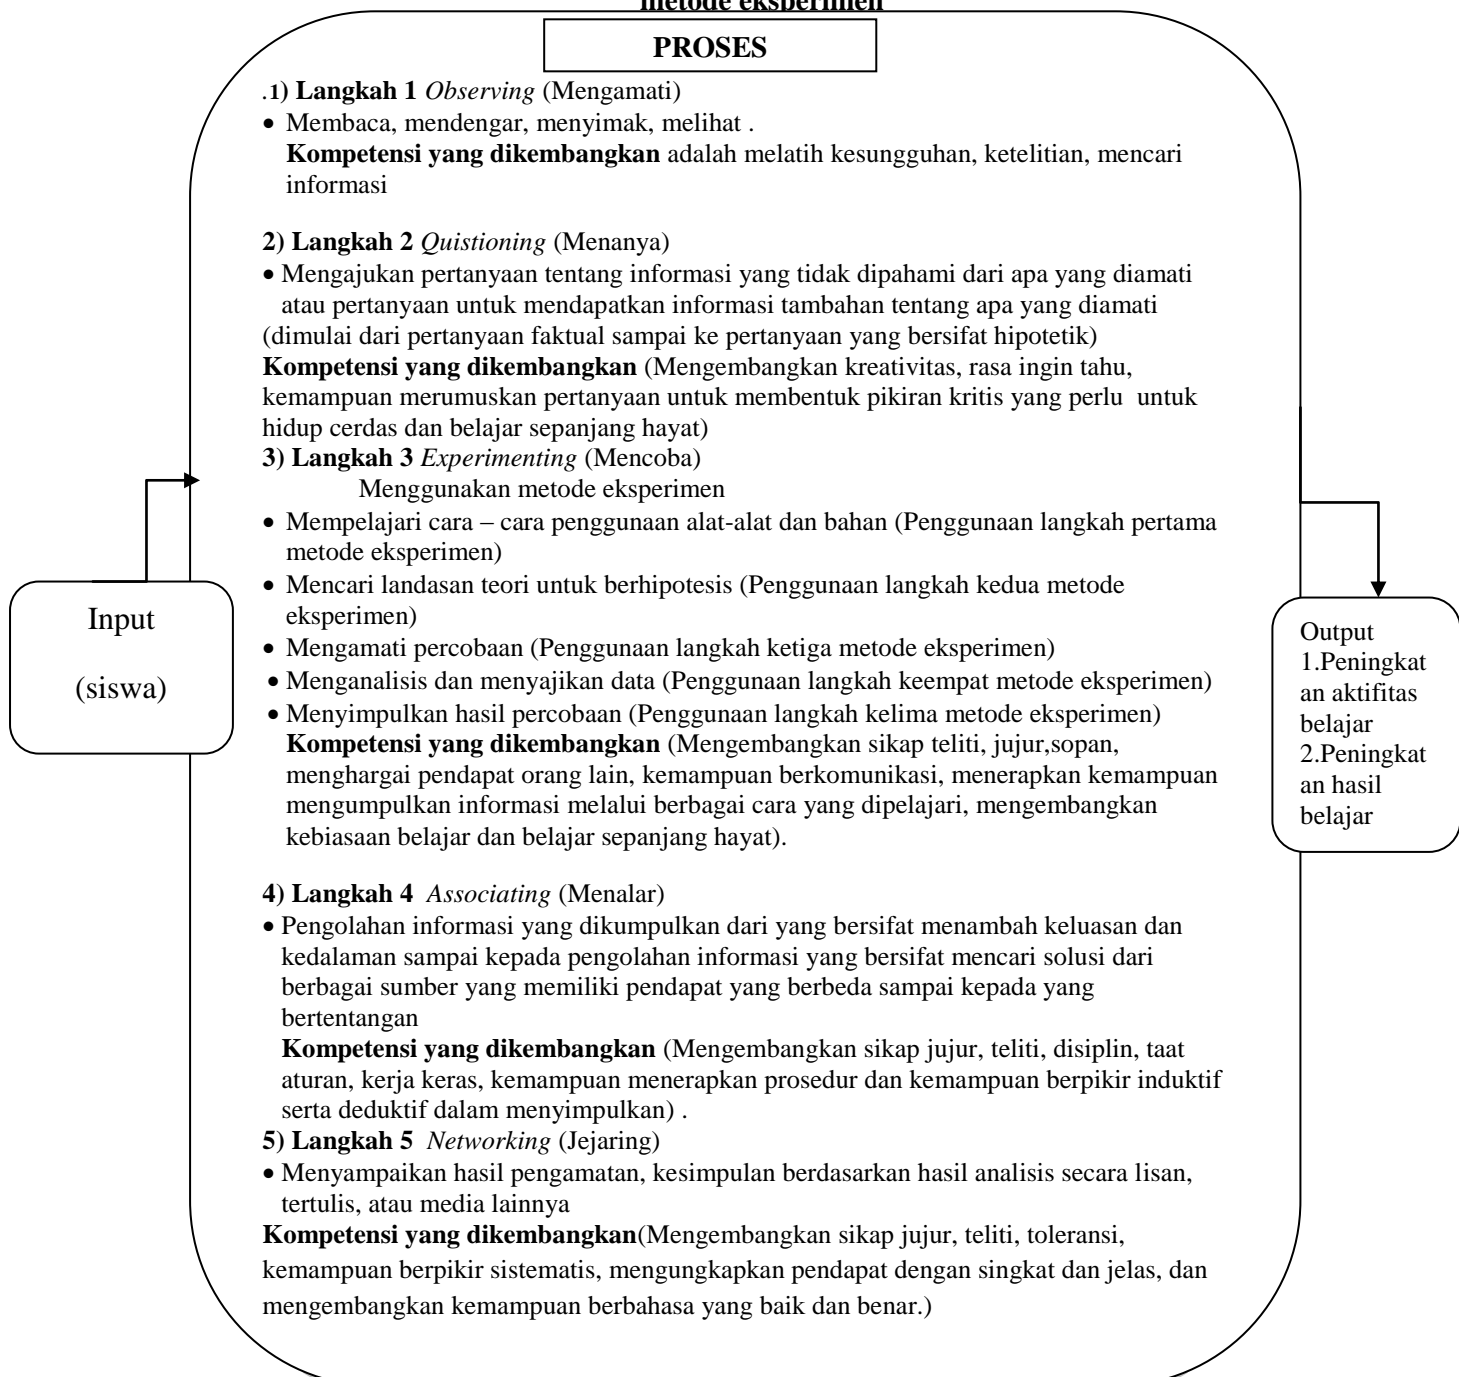 metode eksperimen
PROSES
.1) Langkah 1 Observing (Mengamati)
• Membaca, mendengar, menyimak, melihat .
Kompetensi yang dikembangkan adalah melatih kesungguhan, ketelitian, mencari
informasi
2) Langkah 2 Quistioning (Menanya)
• Mengajukan pertanyaan tentang informasi yang tidak dipahami dari apa yang diamati
atau pertanyaan untuk mendapatkan informasi tambahan tentang apa yang diamati
(dimulai dari pertanyaan faktual sampai ke pertanyaan yang bersifat hipotetik)
Kompetensi yang dikembangkan (Mengembangkan kreativitas, rasa ingin tahu,
kemampuan merumuskan pertanyaan untuk membentuk pikiran kritis yang perlu untuk
hidup cerdas dan belajar sepanjang hayat)
3) Langkah 3 Experimenting (Mencoba)
Menggunakan metode eksperimen
• Mempelajari cara – cara penggunaan alat-alat dan bahan (Penggunaan langkah pertama
metode eksperimen)
• Mencari landasan teori untuk berhipotesis (Penggunaan langkah kedua metode
eksperimen)
• Mengamati percobaan (Penggunaan langkah ketiga metode eksperimen)
• Menganalisis dan menyajikan data (Penggunaan langkah keempat metode eksperimen)
• Menyimpulkan hasil percobaan (Penggunaan langkah kelima metode eksperimen)
Kompetensi yang dikembangkan (Mengembangkan sikap teliti, jujur,sopan,
menghargai pendapat orang lain, kemampuan berkomunikasi, menerapkan kemampuan
mengumpulkan informasi melalui berbagai cara yang dipelajari, mengembangkan
kebiasaan belajar dan belajar sepanjang hayat).
4) Langkah 4 Associating (Menalar)
• Pengolahan informasi yang dikumpulkan dari yang bersifat menambah keluasan dan
kedalaman sampai kepada pengolahan informasi yang bersifat mencari solusi dari
berbagai sumber yang memiliki pendapat yang berbeda sampai kepada yang
bertentangan
Kompetensi yang dikembangkan (Mengembangkan sikap jujur, teliti, disiplin, taat
aturan, kerja keras, kemampuan menerapkan prosedur dan kemampuan berpikir induktif
serta deduktif dalam menyimpulkan) .
5) Langkah 5 Networking (Jejaring)
• Menyampaikan hasil pengamatan, kesimpulan berdasarkan hasil analisis secara lisan,
tertulis, atau media lainnya
Kompetensi yang dikembangkan(Mengembangkan sikap jujur, teliti, toleransi,
kemampuan berpikir sistematis, mengungkapkan pendapat dengan singkat dan jelas, dan
mengembangkan kemampuan berbahasa yang baik dan benar.)
Input
(siswa)
Output
1.Peningkat
an aktifitas
belajar
2.Peningkat
an hasil
belajar